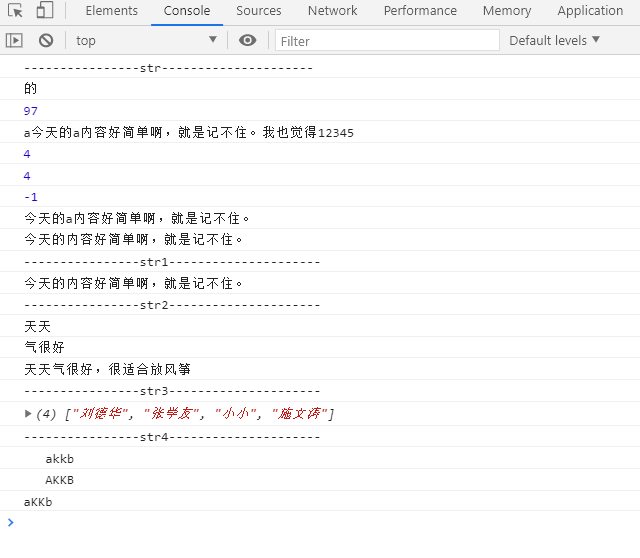 Elements Console Sources Network Performance Memory Application
top Filter Default levels
----------------str---------------------
的
97
a今天的a内容好简单啊，就是记不住。我也觉得12345
4
4
-1
今天的a内容好简单啊，就是记不住。
今天的内容好简单啊，就是记不住。
----------------str1---------------------
今天的内容好简单啊，就是记不住。
----------------str2---------------------
天天
气很好
天天气很好，很适合放风筝
----------------str3---------------------
(4) ["刘德华", "张学友", "小小", "施文涛"]
----------------str4---------------------
akkb
AKKB
aKKb